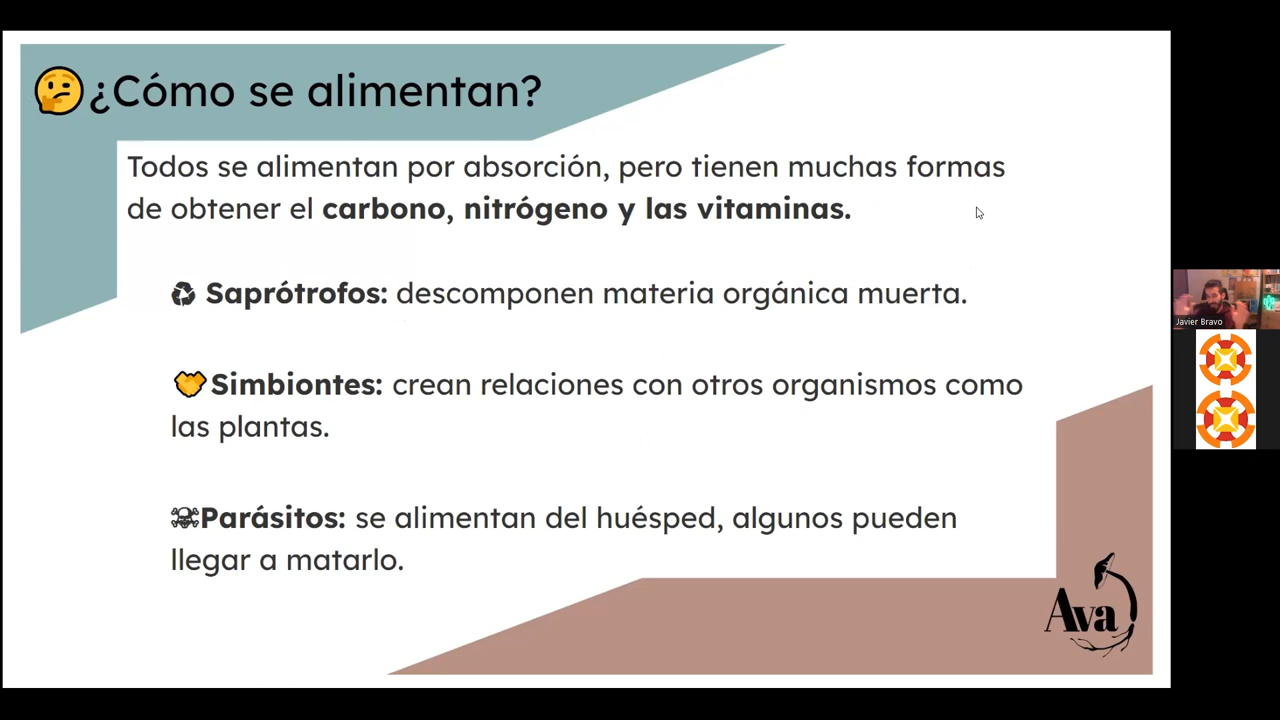 🤔¿Cómo se alimentan?
Todos se alimentan por absorción, pero tienen muchas formas
de obtener el carbono, nitrógeno y las vitaminas.
♻ Saprótrofos: descomponen materia orgánica muerta.
🤝Simbiontes: crean relaciones con otros organismos como
las plantas.
☠Parásitos: se alimentan del huésped, algunos pueden
llegar a matarlo.
Javier Bravo
Ava